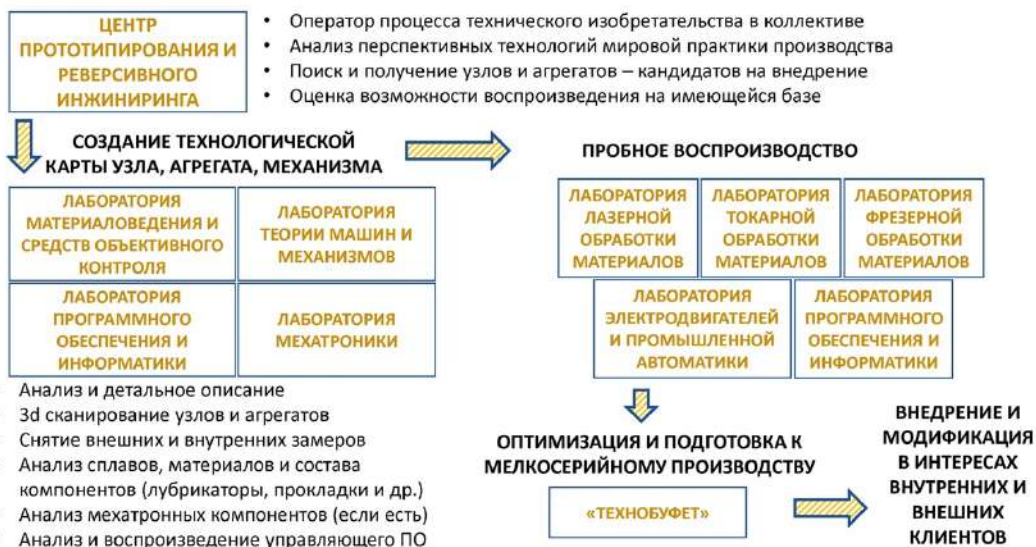 ЦЕНТР
ПРОТОТИПИРОВАНИЯ И
РЕВЕРСИВНОГО
ИНЖИНИРИНГА
• Оператор процесса технического изобретательства в коллективе
• Анализ перспективных технологий мировой практики производства
• Поиск и получение узлов и агрегатов – кандидатов на внедрение
• Оценка возможности воспроизведения на имеющейся базе
СОЗДАНИЕ ТЕХНОЛОГИЧЕСКОЙ
КАРТЫ УЗЛА, АГРЕГАТА, МЕХАНИЗМА
ЛАБОРАТОРИЯ
МАТЕРИАЛОВЕДЕНИЯ И
СРЕДСТВ ОБЪЕКТИВНОГО
КОНТРОЛЯ
ЛАБОРАТОРИЯ
ТЕОРИИ МАШИН И
МЕХАНИЗМОВ
ЛАБОРАТОРИЯ
ПРОГРАММНОГО
ОБЕСПЕЧЕНИЯ И
ИНФОРМАТИКИ
ЛАБОРАТОРИЯ
МЕХАТРОНИКИ
Анализ и детальное описание
3d сканирование узлов и агрегатов
Снятие внешних и внутренних замеров
Анализ сплавов, материалов и состава
компонентов (лубрикаторы, прокладки и др.)
Анализ мехатронных компонентов (если есть)
Анализ и воспроизведение управляющего ПО
ПРОБНОЕ ВОСПРОИЗВОДСТВО
ЛАБОРАТОРИЯ
ЛАЗЕРНОЙ
ОБРАБОТКИ
МАТЕРИАЛОВ
ЛАБОРАТОРИЯ
ТОКАРНОЙ
ОБРАБОТКИ
МАТЕРИАЛОВ
ЛАБОРАТОРИЯ
ФРЕЗЕРНОЙ
ОБРАБОТКИ
МАТЕРИАЛОВ
ЛАБОРАТОРИЯ
ЭЛЕКТРОДВИГАТЕЛЕЙ
И ПРОМЫШЛЕННОЙ
АВТОМАТИКИ
ЛАБОРАТОРИЯ
ПРОГРАММНОГО
ОБЕСПЕЧЕНИЯ И
ИНФОРМАТИКИ
ОПТИМИЗАЦИЯ И ПОДГОТОВКА К
МЕЛКОСЕРИЙНОМУ ПРОИЗВОДСТВУ
«ТЕХНОБУФЕТ»
ВНЕДРЕНИЕ И
МОДИФИКАЦИЯ
В ИНТЕРЕСАХ
ВНУТРЕННИХ И
ВНЕШНИХ
КЛИЕНТОВ